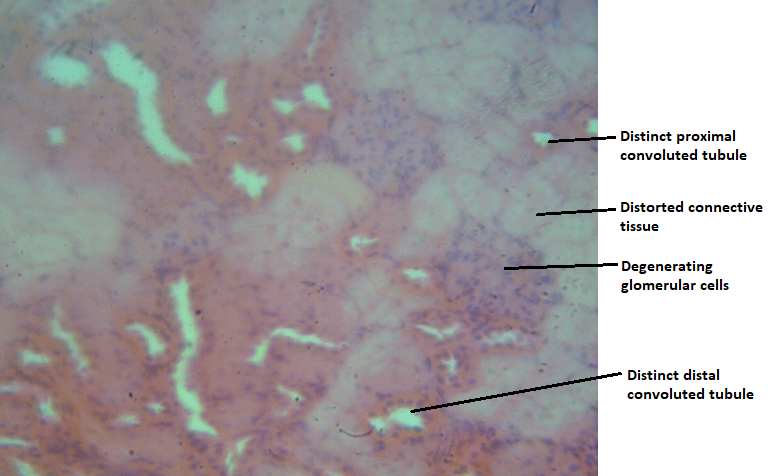 Distinct proximal
convoluted tubule
Distorted connective
tissue
Degenerating
glomerular cells
Distinct distal
convoluted tubule